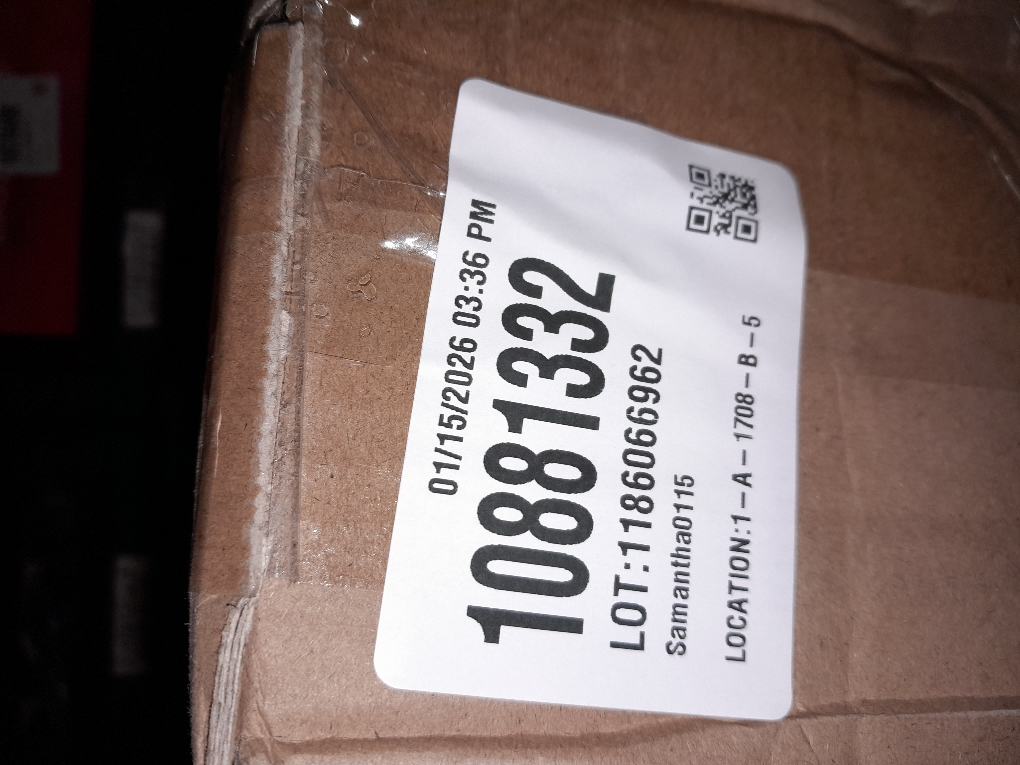 01/15/2026 03:36 PM
10881332
LOT:1186066962
Samantha0115
LOCATION:1-A-1708-B-5